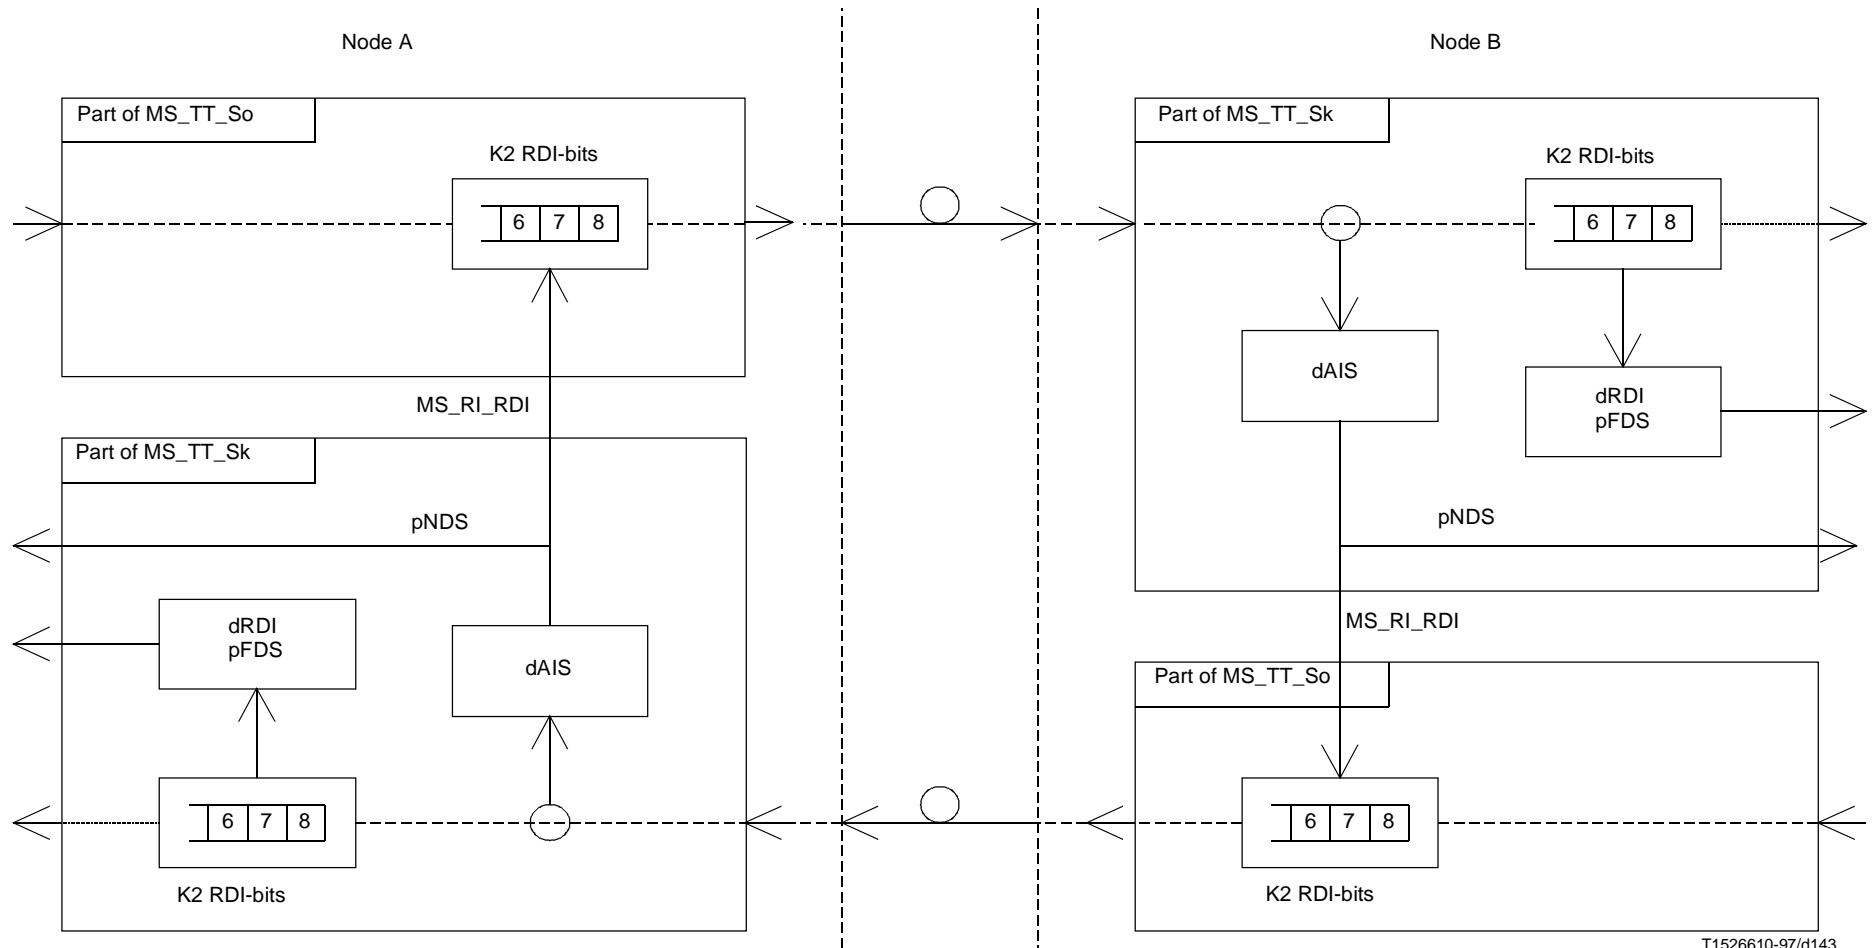 Node A
Node B
Part of MS_TT_So
K2 RDI-bits
6 7 8
Part of MS_TT_Sk
K2 RDI-bits
6 7 8
dAIS
dRDI
pFDS
MS_RI_RDI
Part of MS_TT_Sk
pNDS
dRDI
pFDS
dAIS
6 7 8
K2 RDI-bits
pNDS
MS_RI_RDI
Part of MS_TT_So
6 7 8
K2 RDI-bits
T1526610-97/d143